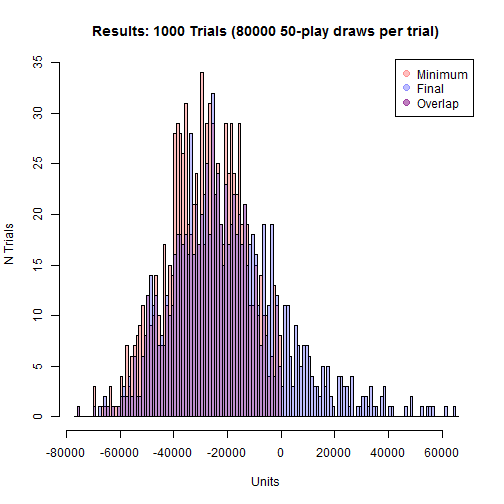 Results: 1000 Trials (80000 50-play draws per trial)
Minimum
Final
Overlap
35
30
25
20
15
10
5
0
N Trials
-80000 -60000 -40000 -20000 0 20000 40000 60000
Units